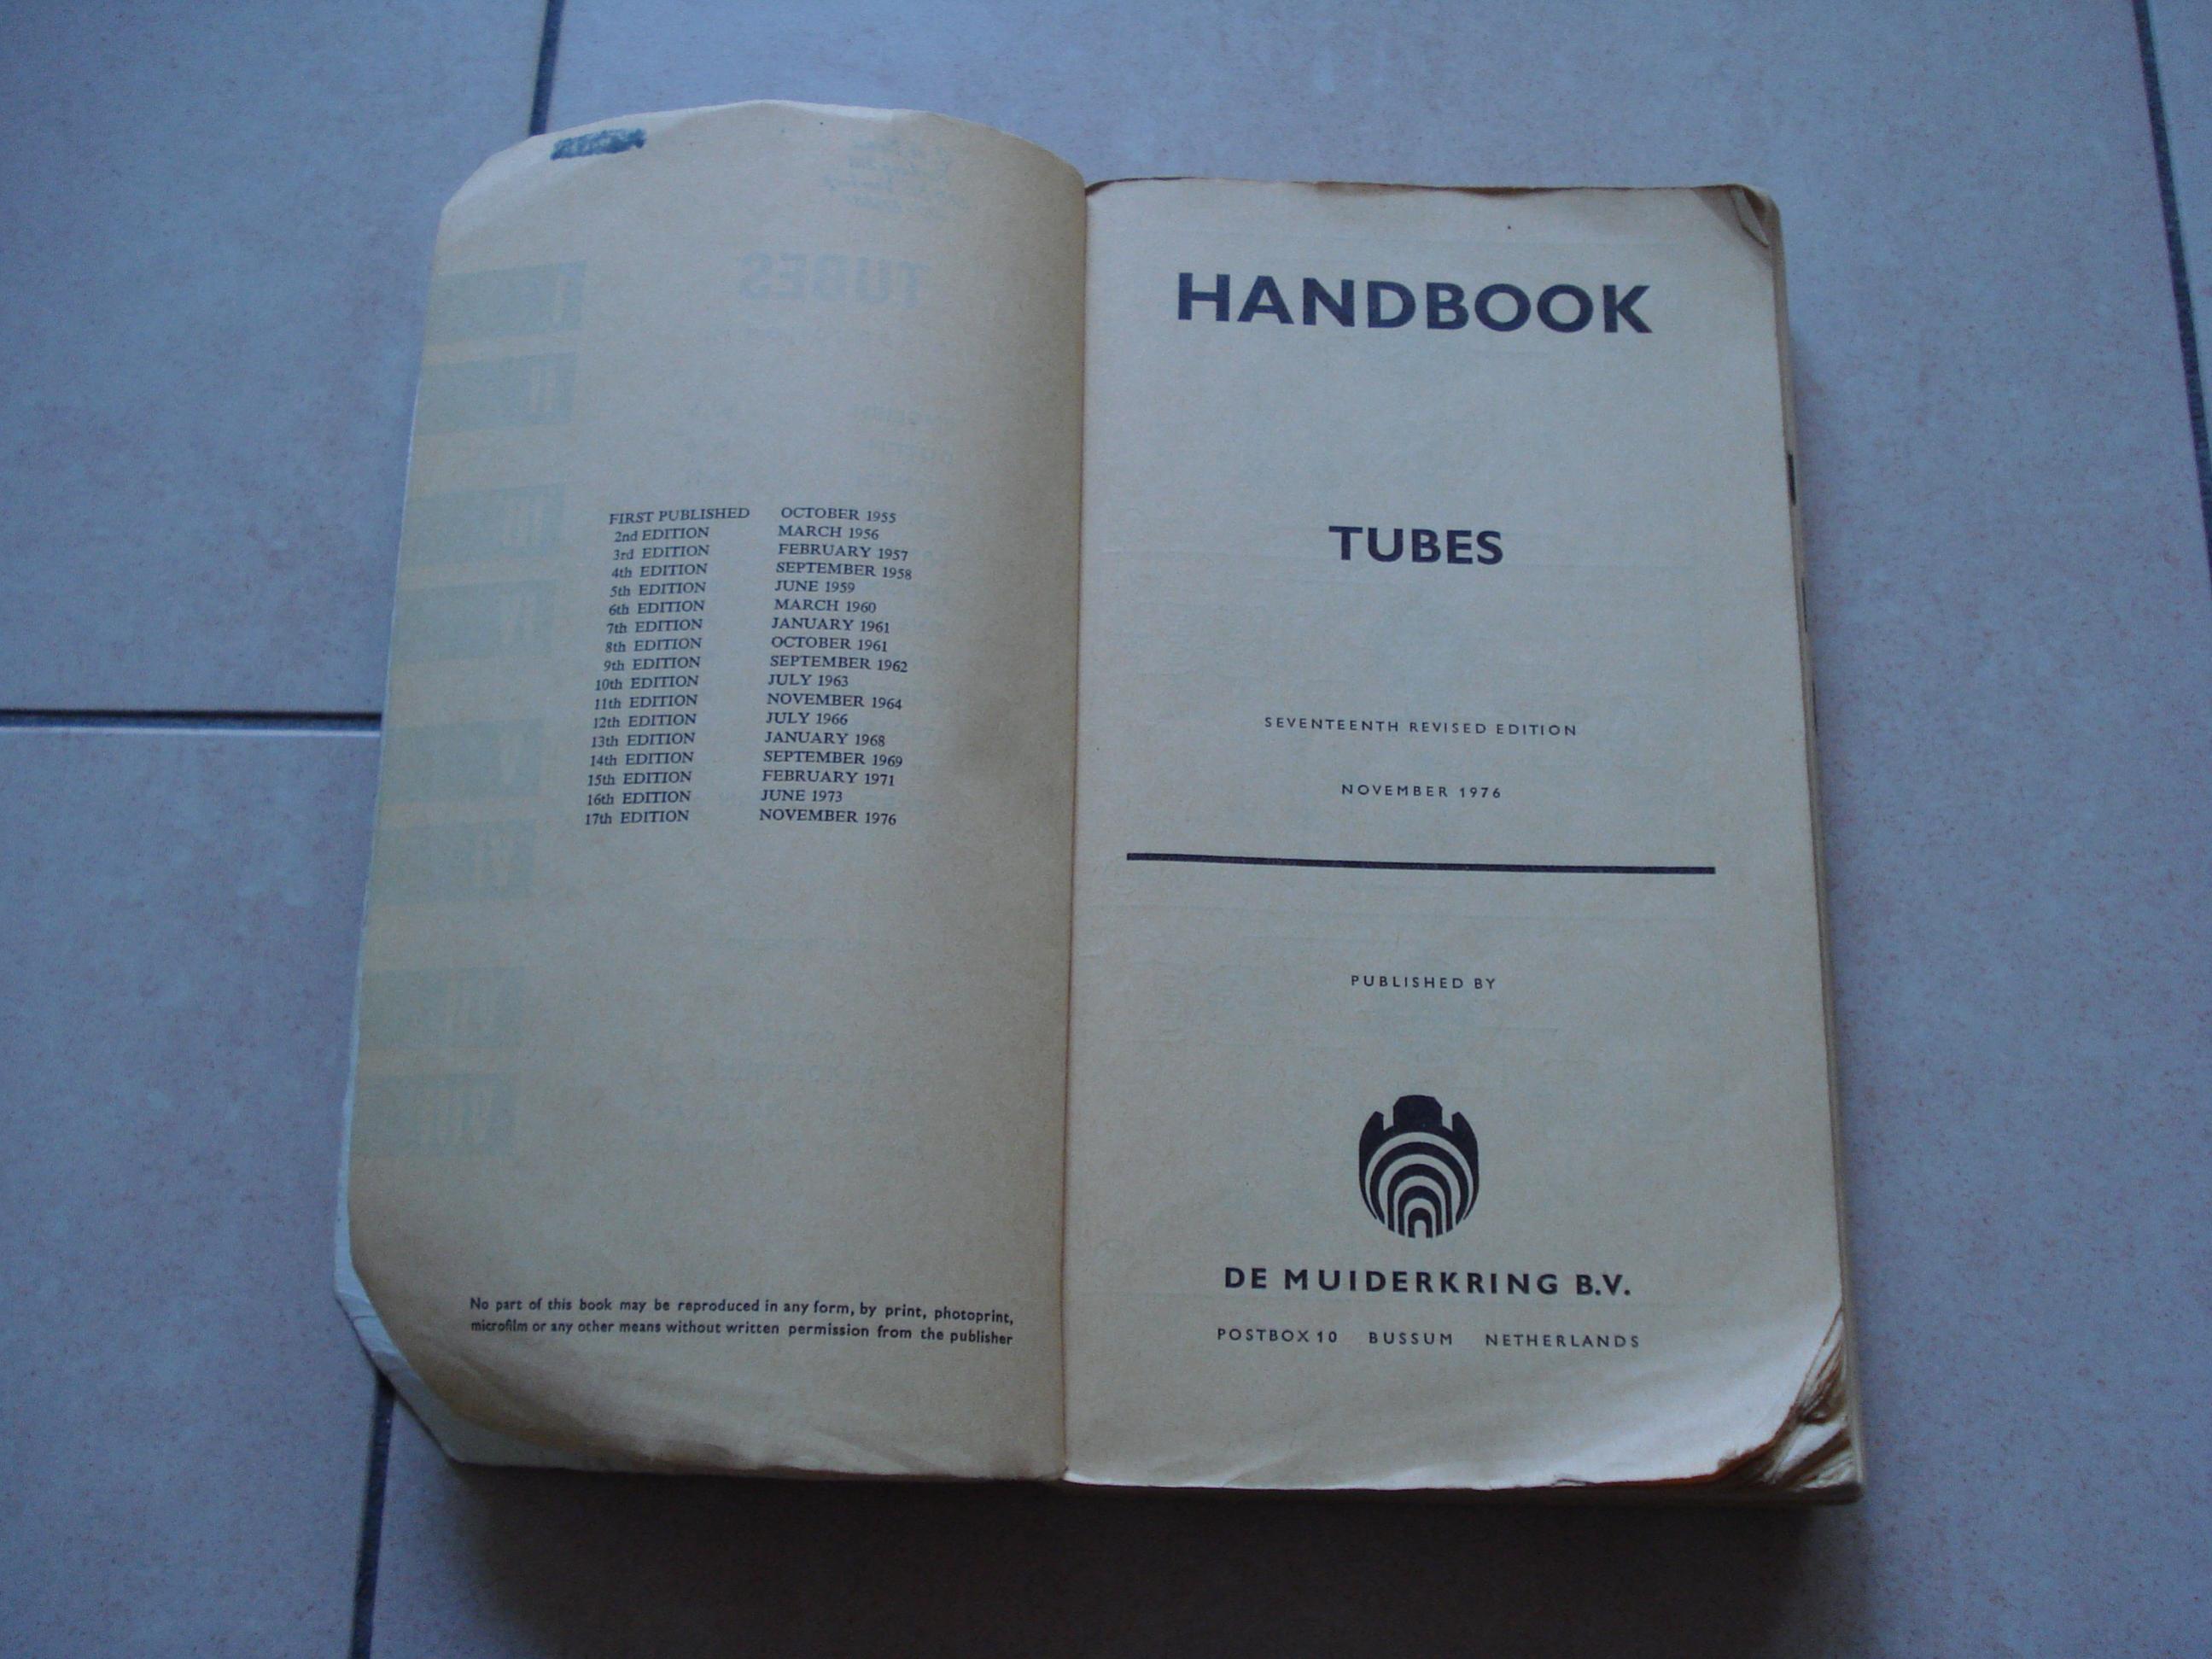 FIRST PUBLISHED OCTOBER 1955
2nd EDITION MARCH 1956
3rd EDITION FEBRUARY 1957
4th EDITION SEPTEMBER 1958
5th EDITION JUNE 1959
6th EDITION MARCH 1960
7th EDITION JANUARY 1961
8th EDITION OCTOBER 1961
9th EDITION SEPTEMBER 1962
10th EDITION JULY 1963
11th EDITION NOVEMBER 1964
12th EDITION JULY 1966
13th EDITION JANUARY 1968
14th EDITION SEPTEMBER 1969
15th EDITION FEBRUARY 1971
16th EDITION JUNE 1973
17th EDITION NOVEMBER 1976
No part of this book may be reproduced in any form, by print, photoprint,
microfilm or any other means without written permission from the publisher
HANDBOOK
TUBES
SEVENTEENTH REVISED EDITION
NOVEMBER 1976
PUBLISHED BY
DE MUIDERKRING B.V.
POSTBOX 10 BUSSUM NETHERLANDS